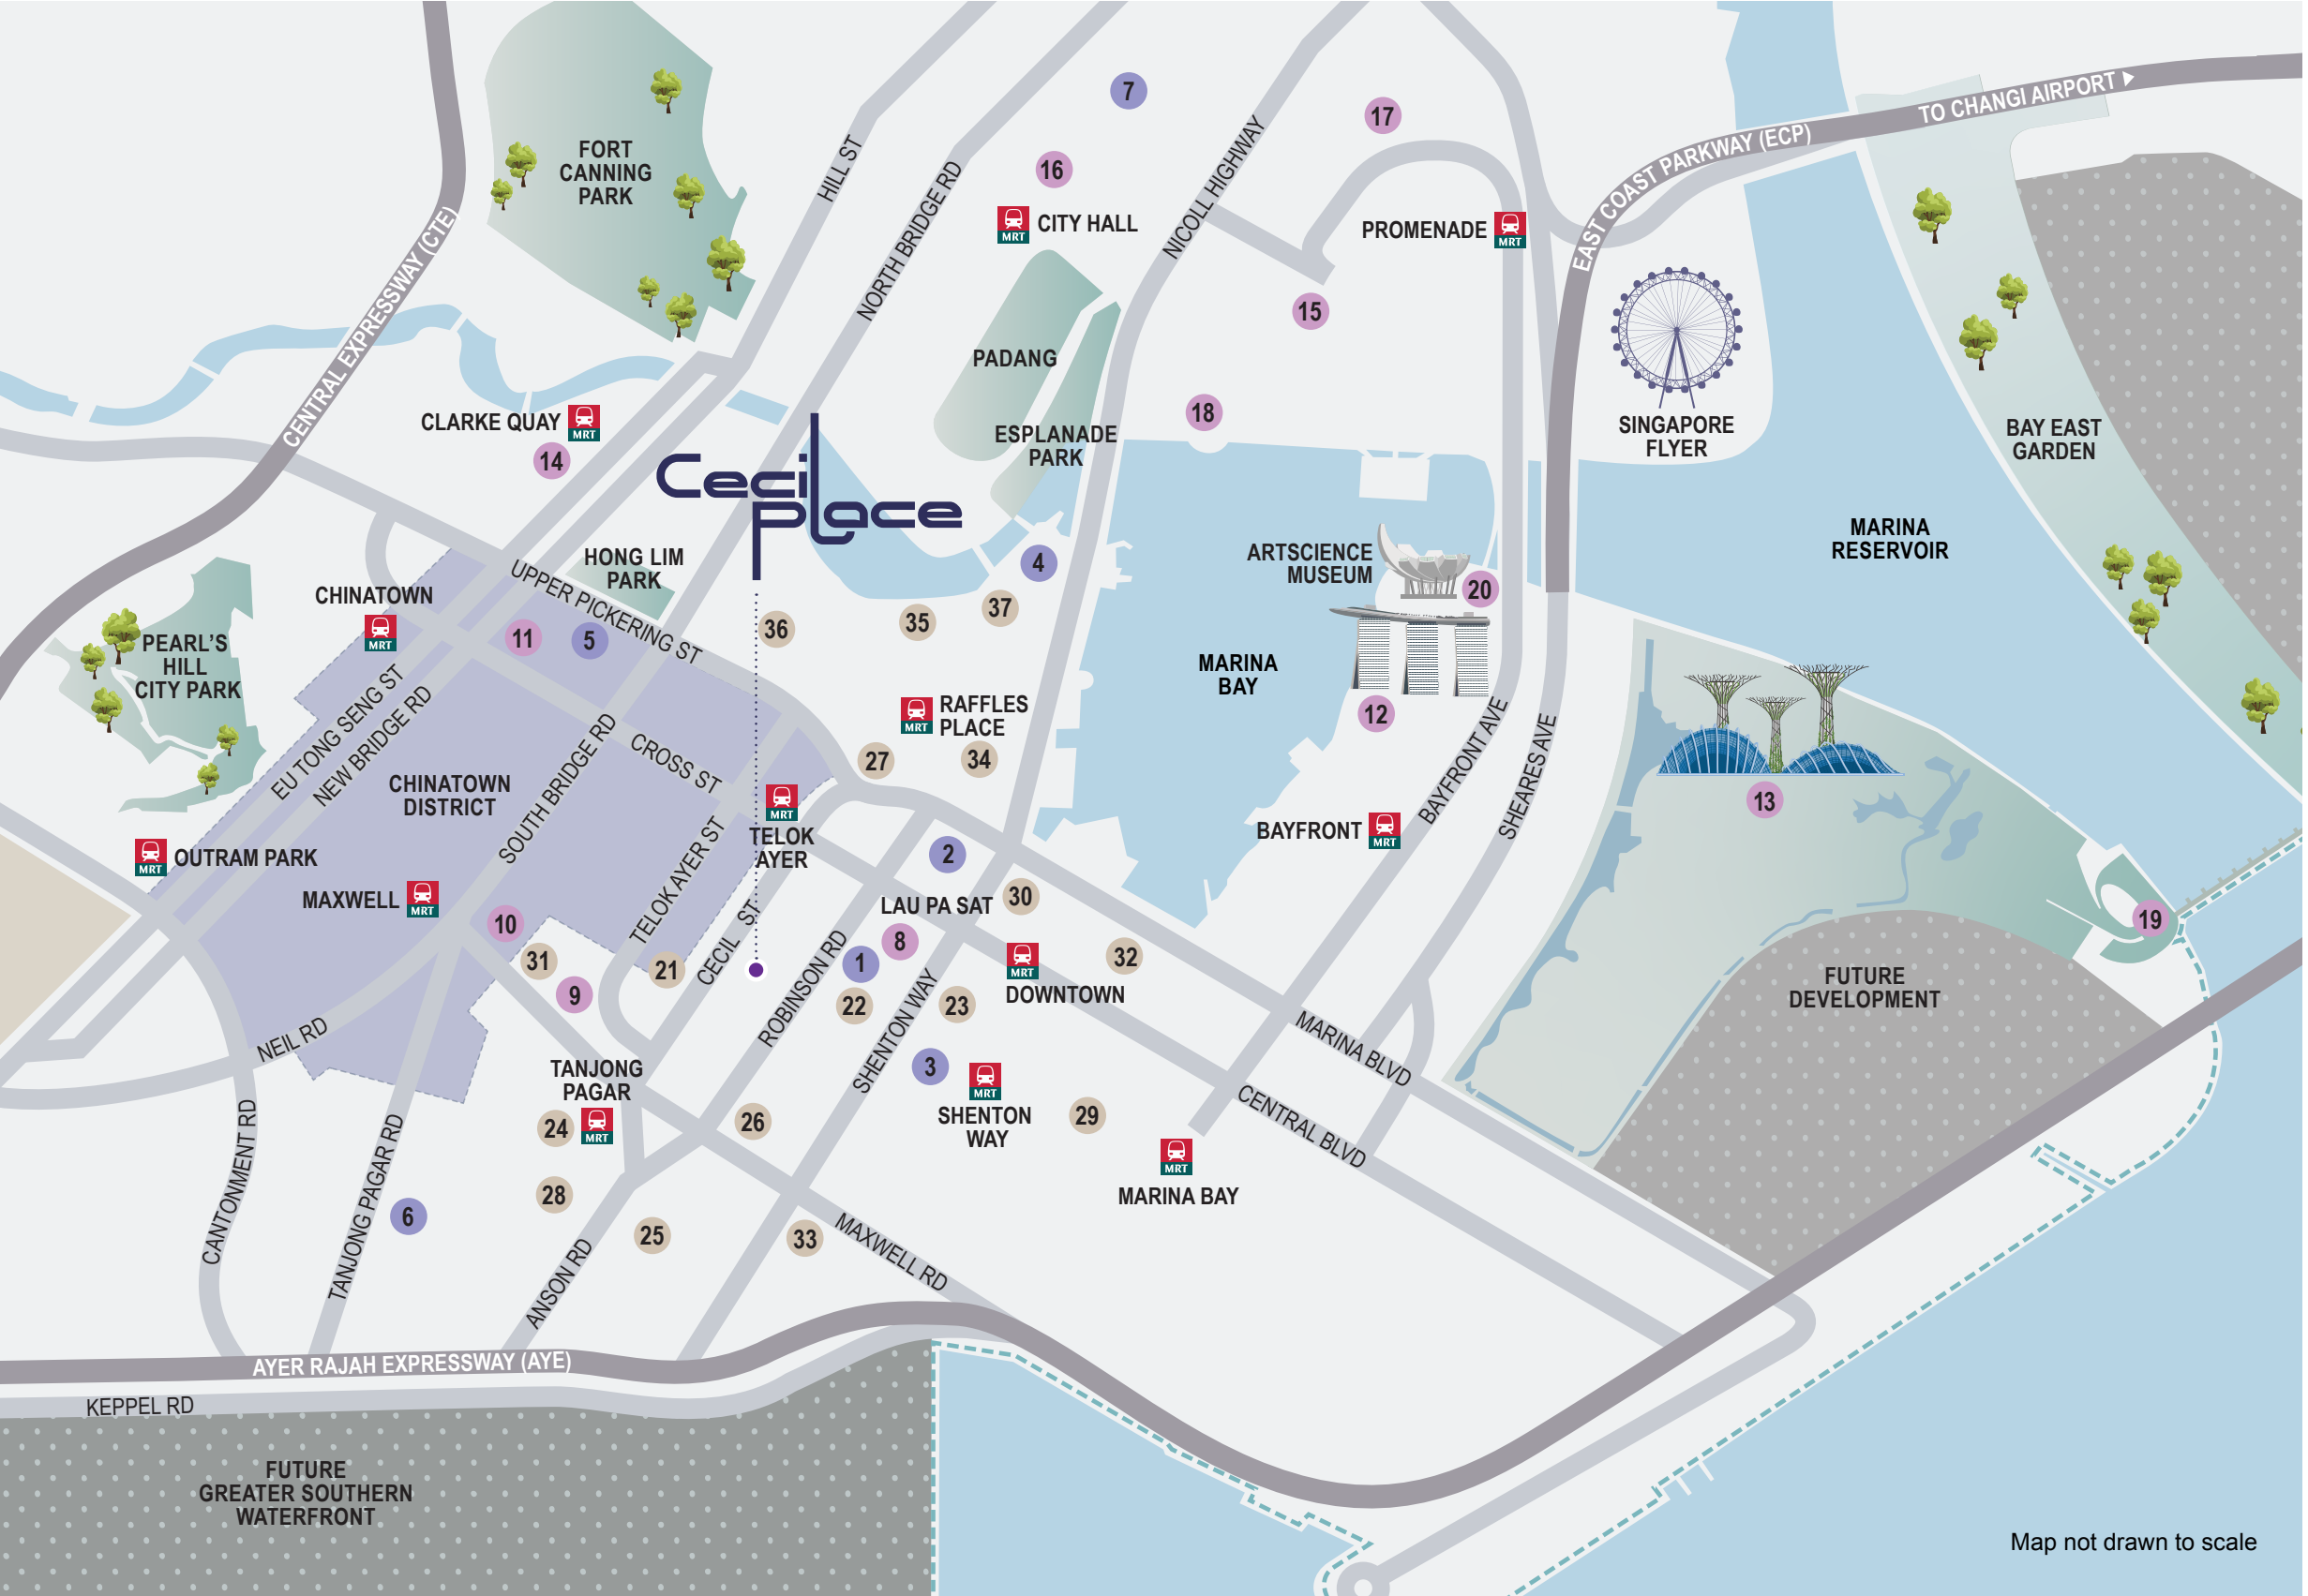 7
17
TO CHANGI AIRPORT
EAST COAST PARKWAY (ECP)
FORT
CANNING
PARK
HILL ST
16
NICOLL HIGHWAY
NORTH BRIDGE RD
MRT
CITY HALL
PROMENADE
MRT
CENTRAL EXPRESSWAY (CTE)
15
PADANG
CLARKE QUAY
MRT
14
18
ESPLANADE
PARK
SINGAPORE
FLYER
BAY EAST
GARDEN
Cecil
place
MARINA
RESERVOIR
HONG LIM
PARK
4
ARTSCIENCE
MUSEUM
20
UPPER PICKERING ST
CHINATOWN
MRT
11
5
36
35
37
PEARL'S
HILL
CITY PARK
MARINA
BAY
12
MRT
RAFFLES
PLACE
EU TONG SENG ST
NEW BRIDGE RD
SOUTH BRIDGE RD
CROSS ST
27
34
BAYFRONT AVE
SHEARES AVE
13
CHINATOWN
DISTRICT
MRT
TELOK
AYER
BAYFRONT
MRT
MRT
OUTRAM PARK
2
MAXWELL
MRT
TELOK AYER ST
CECIL ST
LAU PA SAT
30
10
8
19
31
21
1
MRT
DOWNTOWN
32
9
22
23
ROBINSON RD
SHENTON WAY
FUTURE
DEVELOPMENT
NEIL RD
MARINA BLVD
TANJONG
PAGAR
MRT
3
MRT
SHENTON
WAY
24
26
29
CENTRAL BLVD
CANTONMENT RD
TANJONG PAGAR RD
MRT
MARINA BAY
28
6
25
33
MAXWELL RD
ANSON RD
AYER RAJAH EXPRESSWAY (AYE)
KEPPEL RD
FUTURE
GREATER SOUTHERN
WATERFRONT
Map not drawn to scale